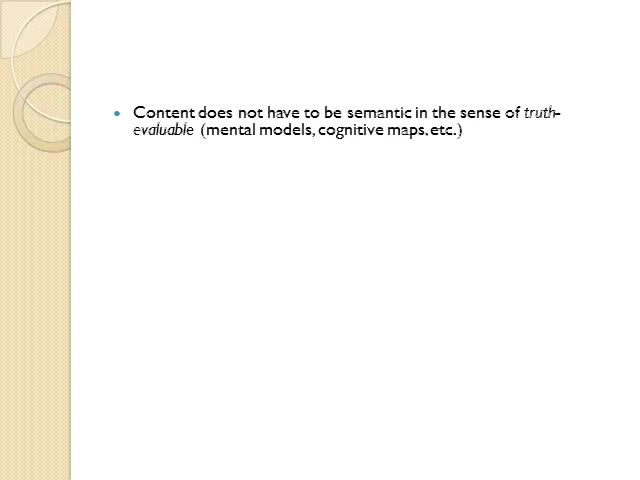 Content does not have to be semantic in the sense of truth-
evaluable (mental models, cognitive maps, etc.)